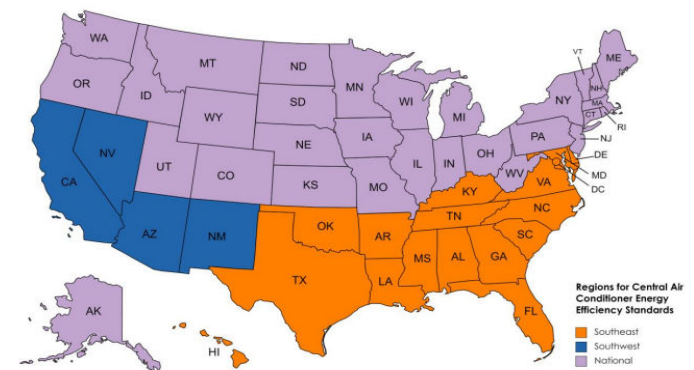 WA
MT
ND
MN
VT
ME
OR
ID
SD
WI
MI
NY
NH
MA
CT
RI
WY
IA
PA
NJ
NE
NV
UT
CO
IL
IN
OH
WV
DE
MD
DC
CA
KS
MO
KY
VA
AZ
NM
OK
AR
TN
NC
SC
TX
LA
MS
AL
GA
FL
AK
HI
Regions for Central Air
Conditioner Energy
Efficiency Standards
Southeast
Southwest
National